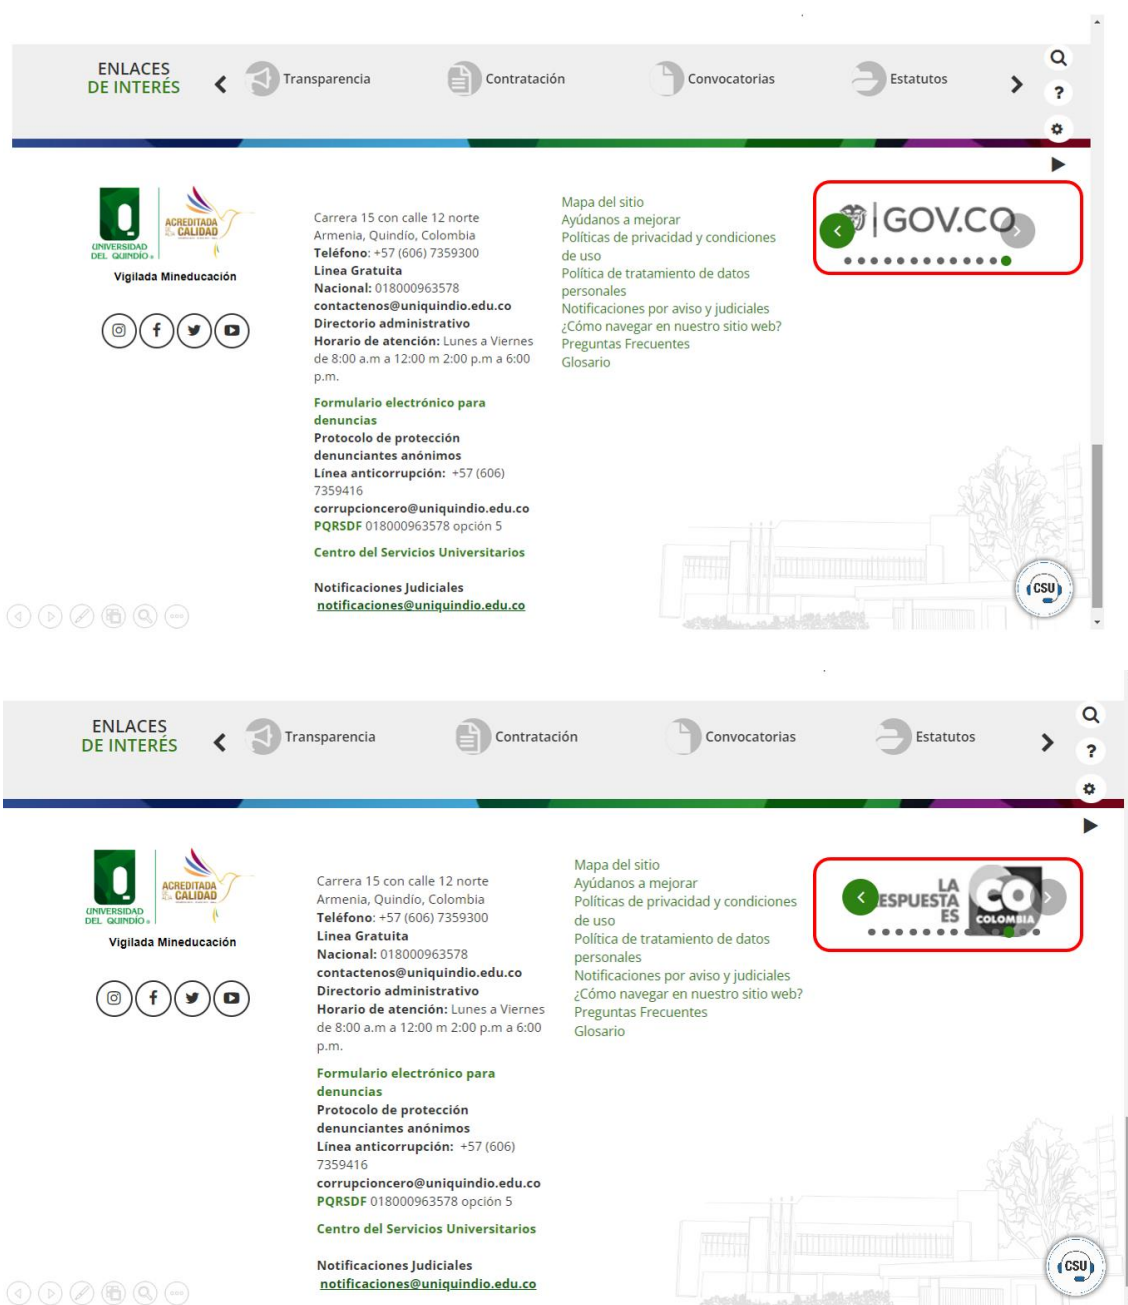 ENLACES
DE INTERÉS
Transparencia
Contratación
Convocatorias
Estatutos
?
UNIVERSIDAD
DEL QUINDÍO
ACREDITADA
DE ALTA CALIDAD
Vigilada Mineducación
Carrera 15 con calle 12 norte
Armenia, Quindío, Colombia
Teléfono: +57 (606) 7359300
Linea Gratuita
Nacional: 018000963578
contactenos@uniquindio.edu.co
Directorio administrativo
Horario de atención: Lunes a Viernes
de 8:00 a.m a 12:00 m 2:00 p.m a 6:00
p.m.
Formulario electrónico para
denuncias
Protocolo de protección
denunciantes anónimos
Línea anticorrupción: +57 (606)
7359416
corrupcioncero@uniquindio.edu.co
PQRSDF 018000963578 opción 5
Centro del Servicios Universitarios
Notificaciones Judiciales
notificaciones@uniquindio.edu.co
Mapa del sitio
Ayúdanos a mejorar
Políticas de privacidad y condiciones
de uso
Política de tratamiento de datos
personales
Notificaciones por aviso y judiciales
¿Cómo navegar en nuestro sitio web?
Preguntas Frecuentes
Glosario
GOV.CO
CSU
ENLACES
DE INTERÉS
Transparencia
Contratación
Convocatorias
Estatutos
?
UNIVERSIDAD
DEL QUINDÍO
ACREDITADA
DE ALTA CALIDAD
Vigilada Mineducación
Carrera 15 con calle 12 norte
Armenia, Quindío, Colombia
Teléfono: +57 (606) 7359300
Linea Gratuita
Nacional: 018000963578
contactenos@uniquindio.edu.co
Directorio administrativo
Horario de atención: Lunes a Viernes
de 8:00 a.m a 12:00 m 2:00 p.m a 6:00
p.m.
Formulario electrónico para
denuncias
Protocolo de protección
denunciantes anónimos
Línea anticorrupción: +57 (606)
7359416
corrupcioncero@uniquindio.edu.co
PQRSDF 018000963578 opción 5
Centro del Servicios Universitarios
Notificaciones Judiciales
notificaciones@uniquindio.edu.co
Mapa del sitio
Ayúdanos a mejorar
Políticas de privacidad y condiciones
de uso
Política de tratamiento de datos
personales
Notificaciones por aviso y judiciales
¿Cómo navegar en nuestro sitio web?
Preguntas Frecuentes
Glosario
LA
ESPUESTA
ES
CO
COLOMBIA
CSU